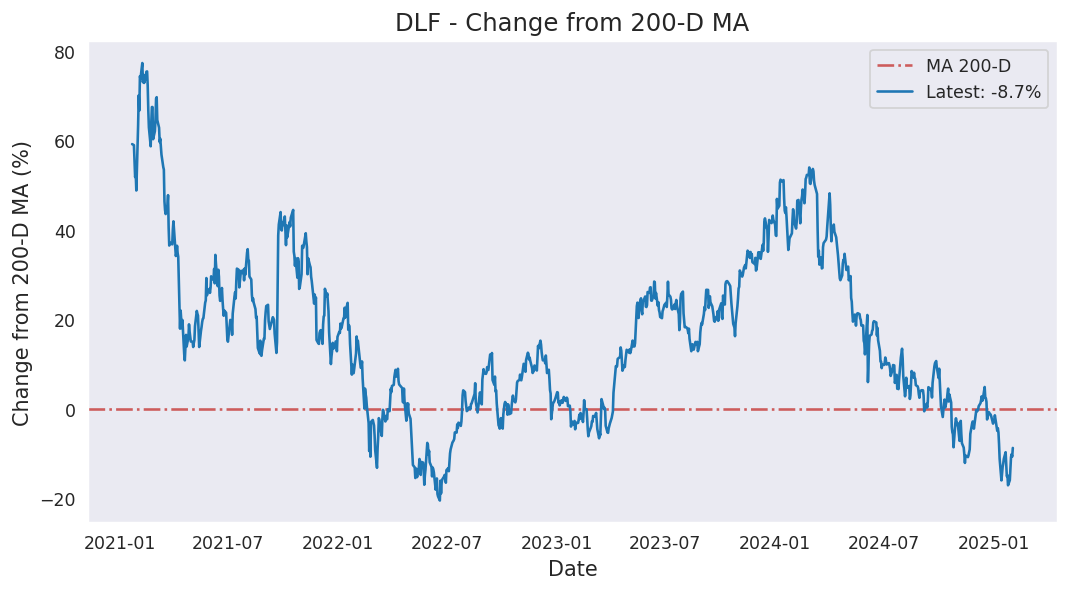 DLF - Change from 200-D MA
MA 200-D
Latest: -8.7%
Change from 200-D MA (%)
80
60
40
20
0
−20
2021-01 2021-07 2022-01 2022-07 2023-01 2023-07 2024-01 2024-07 2025-01
Date